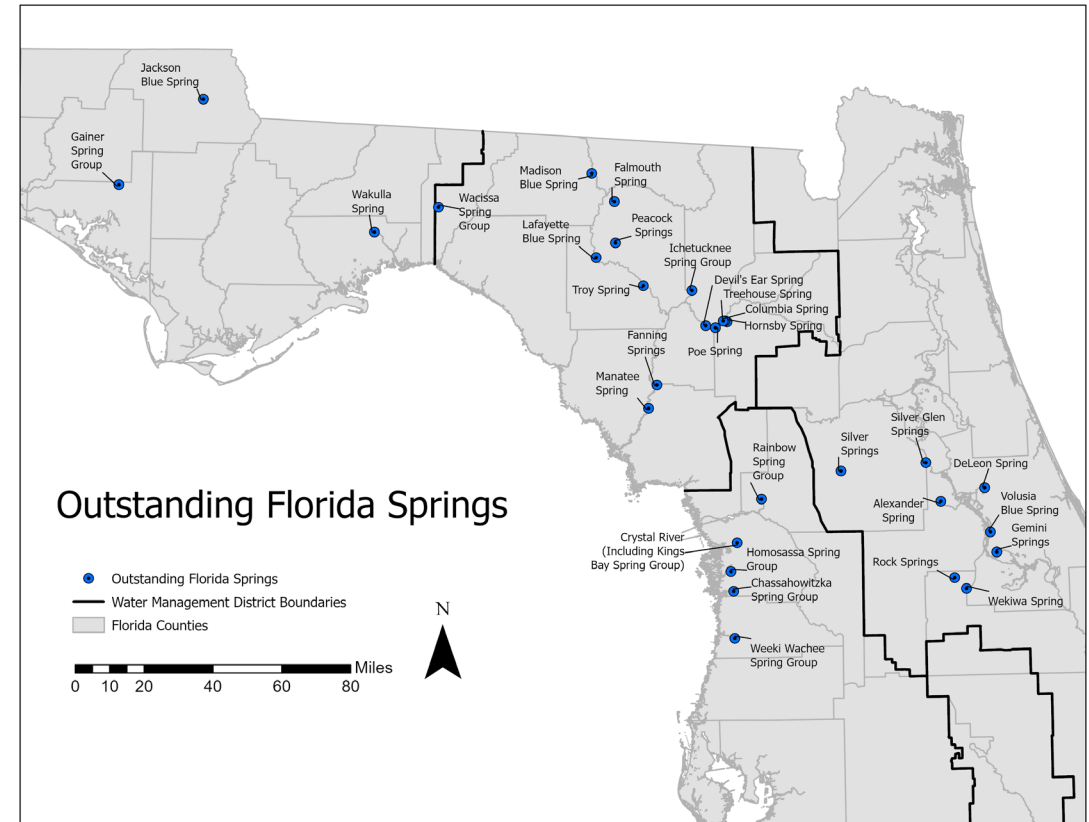 Jackson
Blue Spring
Gainer
Spring
Group
Wakulla
Spring
Wacissa
Spring
Group
Madison
Blue Spring
Falmouth
Spring
Lafayette
Blue Spring
Peacock
Springs
Ichetucknee
Spring Group
Troy Spring
Devil's Ear Spring
Treehouse Spring
Columbia Spring
Hornsby Spring
Poe Spring
Fanning
Springs
Manatee
Spring
Rainbow
Spring
Group
Silver
Springs
Silver Glen
Springs
DeLeon Spring
Alexander
Spring
Volusia
Blue Spring
Gemini
Springs
Crystal River
(Including Kings
Bay Spring Group)
Homosassa Spring
Group
Chassahowitzka
Spring Group
Rock Springs
Wekiwa Spring
Weeki Wachee
Spring Group
Outstanding Florida Springs
Outstanding Florida Springs
Water Management District Boundaries
Florida Counties
N
Miles
0 10 20 40 60 80